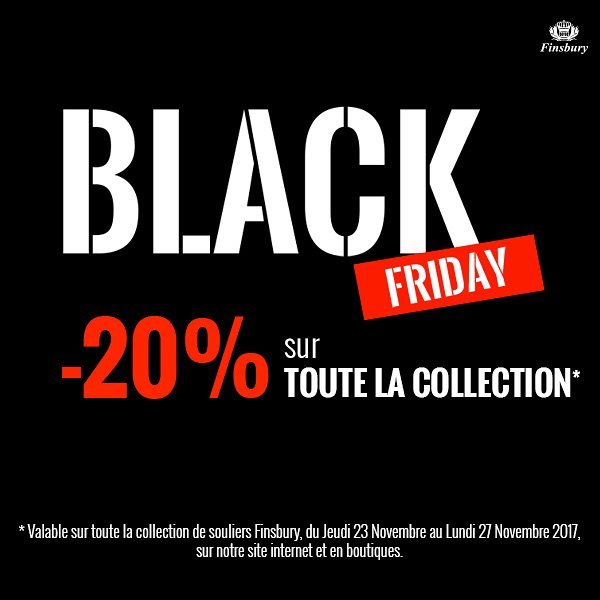 Finsbury
BLACK
FRIDAY
-20% sur
TOUTE LA COLLECTION*
* Valable sur toute la collection de souliers Finsbury, du Jeudi 23 Novembre au Lundi 27 Novembre 2017,
sur notre site internet et en boutiques.